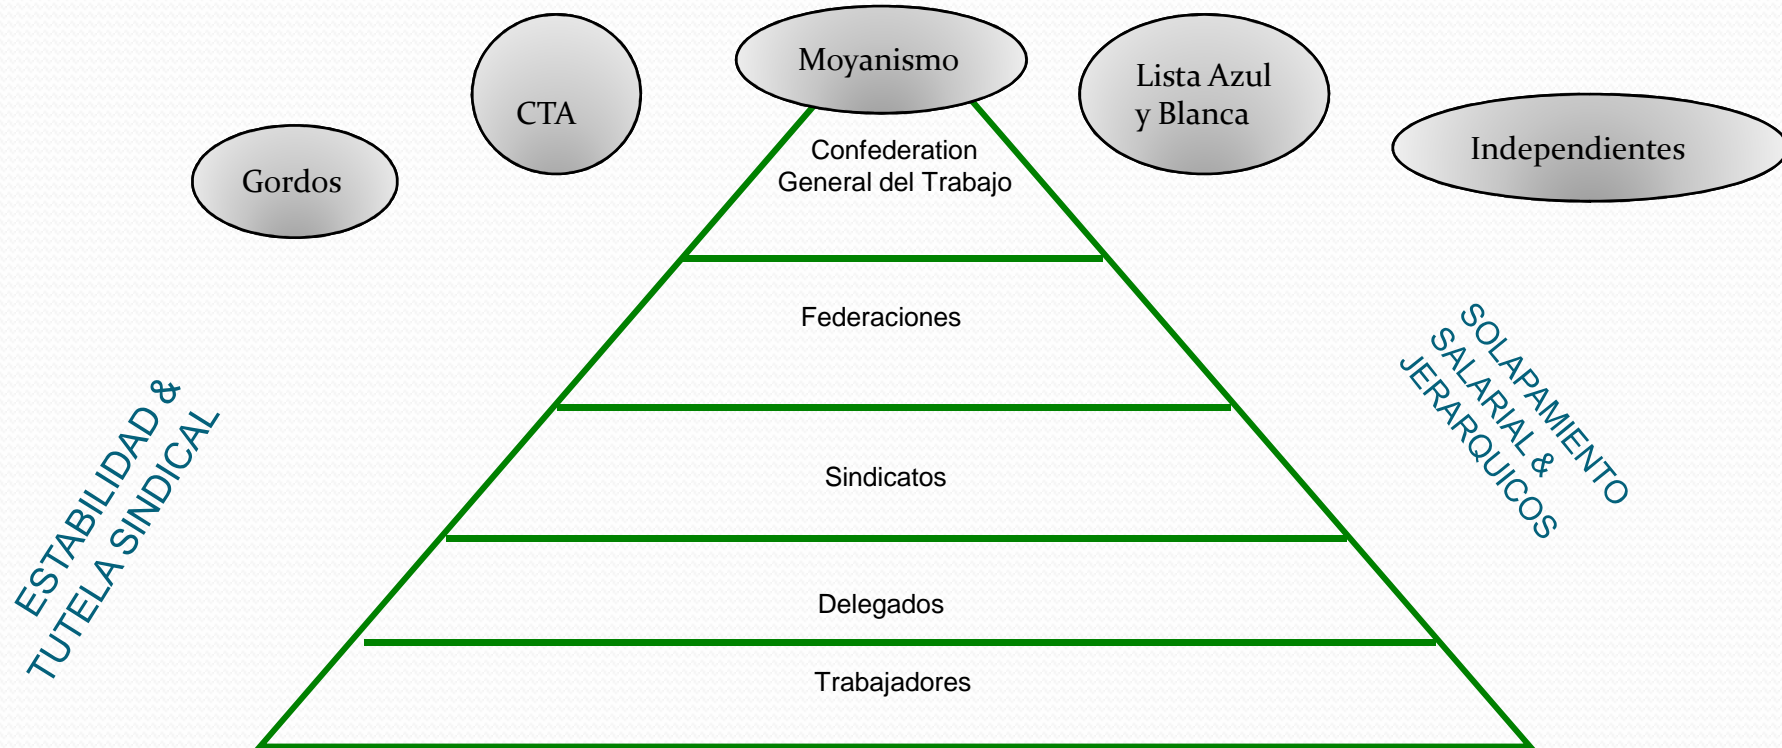 Moyanismo
CTA
Lista Azul
y Blanca
Gordos
Independientes
Confederation
General del Trabajo
Federaciones
Sindicatos
Delegados
Trabajadores
ESTABILIDAD &
TUTELA SINDICAL
SOLAPAMIENTO
SALARIAL &
JERARQUICOS